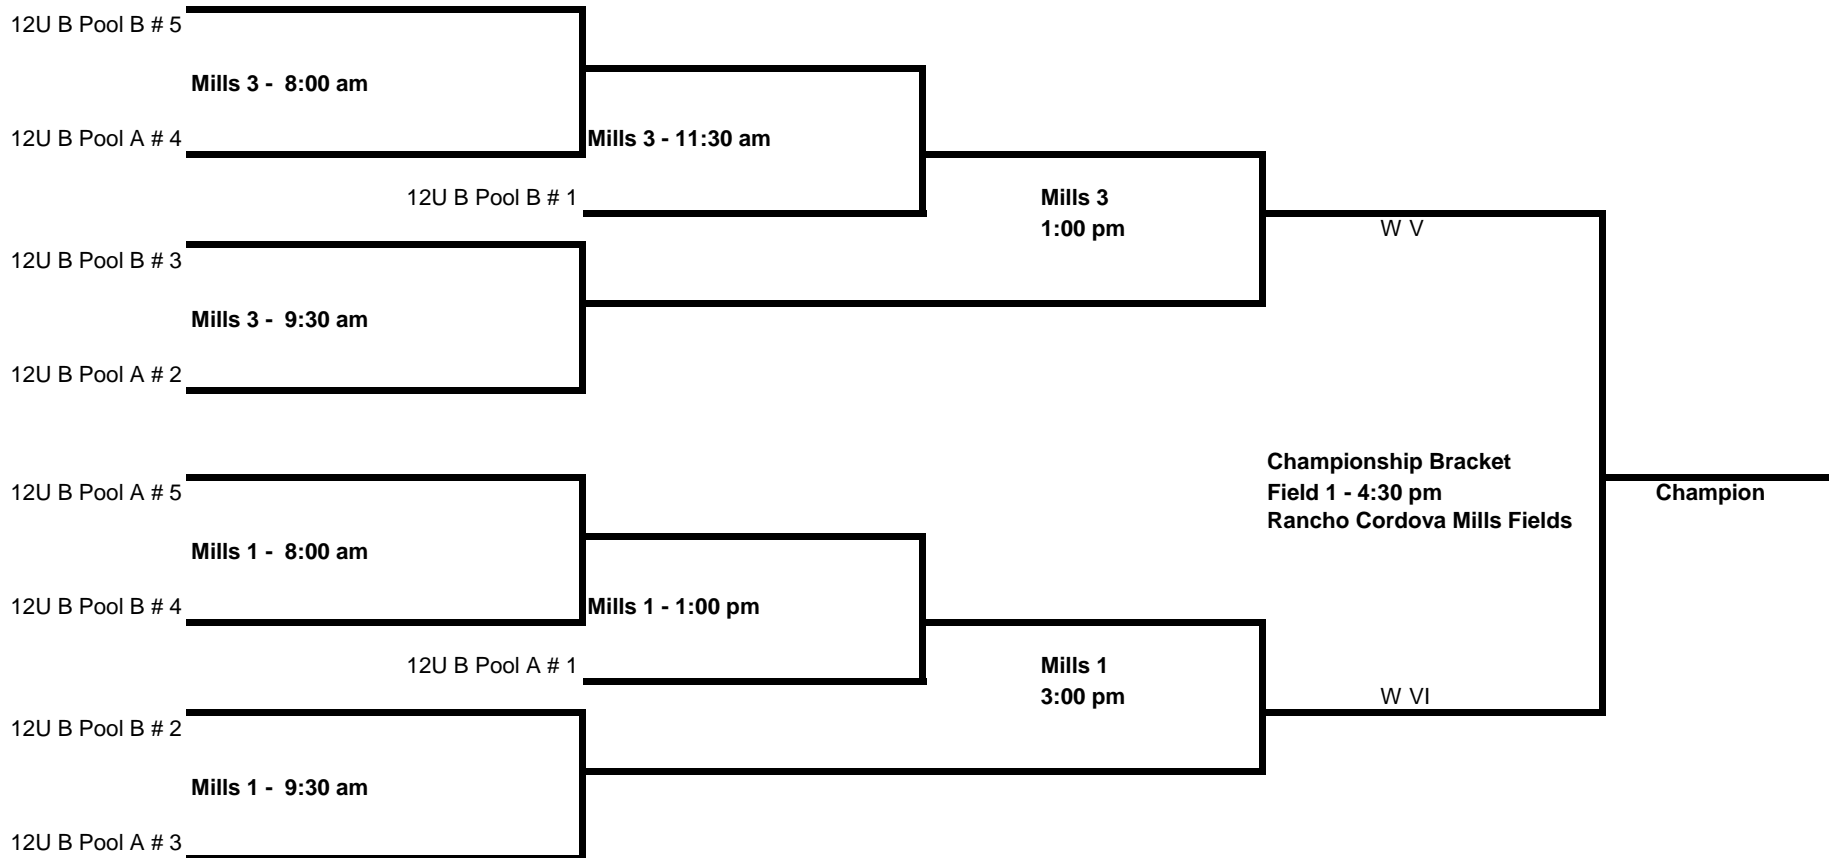 12U B Pool B # 5
Mills 3 -  8:00 am
12U B Pool A # 4
Mills 3 - 11:30 am
12U B Pool B # 1
Mills 3
1:00 pm
W V
12U B Pool B # 3
Mills 3 -  9:30 am
12U B Pool A # 2
Championship Bracket
Field 1 - 4:30 pm
Rancho Cordova Mills Fields
Champion
12U B Pool A # 5
Mills 1 -  8:00 am
12U B Pool B # 4
Mills 1 - 1:00 pm
12U B Pool A # 1
Mills 1
3:00 pm
W VI
12U B Pool B # 2
Mills 1 -  9:30 am
12U B Pool A # 3